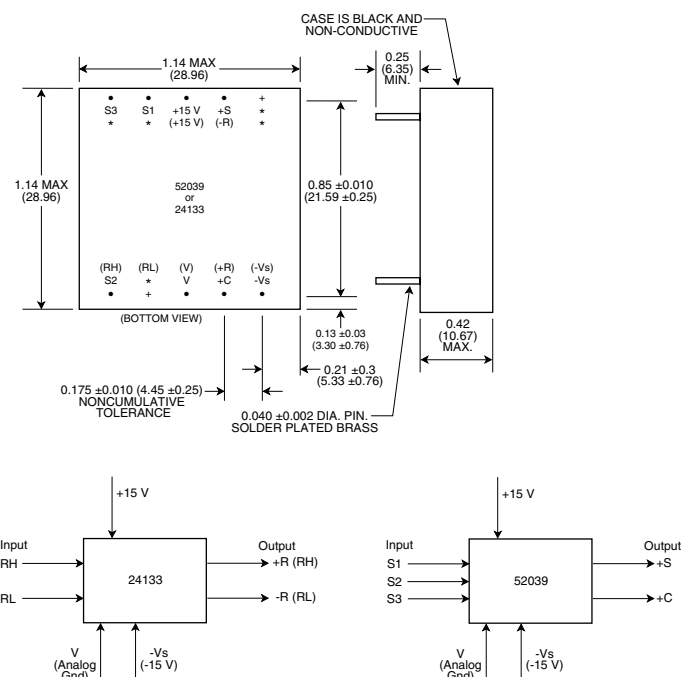 CASE IS BLACK AND
NON-CONDUCTIVE
1.14 MAX
(28.96)
0.25
(6.35)
MIN.
• • • • +
S3 S1 +15 V +S *
* * (+15 V) (-R) *
1.14 MAX
(28.96)
52039
or
24133
0.85 ±0.010
(21.59 ±0.25)
(RH) (RL) (V) (+R) (-Vs)
S2 * V +C -Vs
• + • • •
(BOTTOM VIEW)
0.13 ±0.03
(3.30 ±0.76)
0.42
(10.67)
MAX.
0.21 ±0.3
(5.33 ±0.76)
0.175 ±0.010 (4.45 ±0.25)
NONCUMULATIVE
TOLERANCE
0.040 ±0.002 DIA. PIN.
SOLDER PLATED BRASS
+15 V
Input
Output
RH
+R (RH)
24133
RL
-R (RL)
V
(Analog
Gnd)
-Vs
(-15 V)
+15 V
Input
Output
S1
+S
S2
52039
S3
+C
V
(Analog
Gnd)
-Vs
(-15 V)